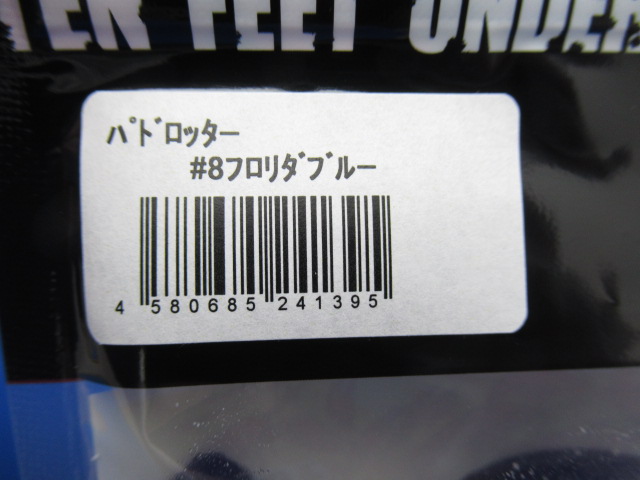 TER FEET UNDER
ﾊﾟﾄﾞﾛｯﾀｰ
#8ﾌﾛﾘﾀﾞﾌﾞﾙｰ
4 580685 241395